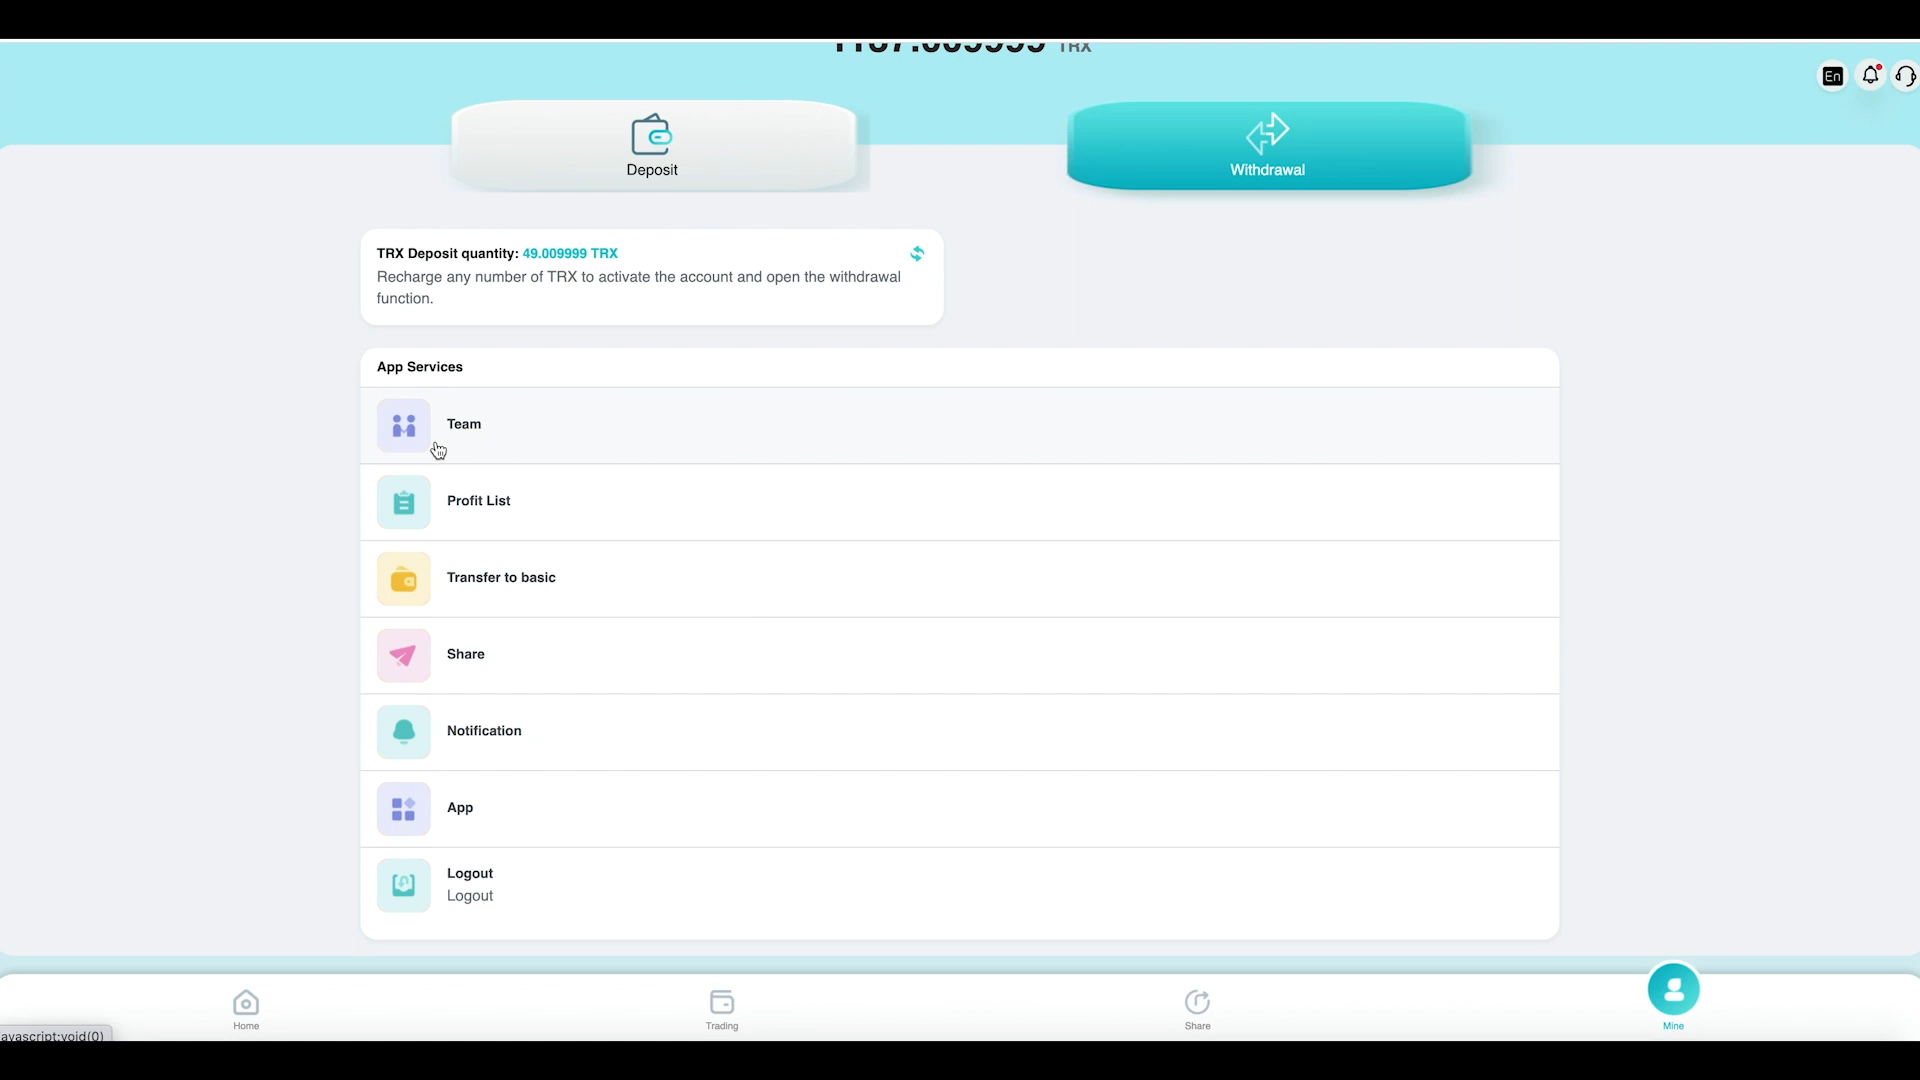 TRX
En
Deposit
Withdrawal
TRX Deposit quantity: 49.009999 TRX
Recharge any number of TRX to activate the account and open the withdrawal
function.
App Services
Team
Profit List
Transfer to basic
Share
Notification
App
Logout
Logout
Home
Trading
Share
Mine
avascript:void(0)